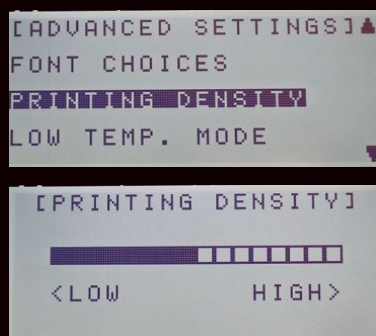 [ADVANCED SETTINGS]▲
FONT CHOICES
PRINTING DENSITY
LOW TEMP. MODE
▼
[PRINTING DENSITY]
<LOW HIGH>